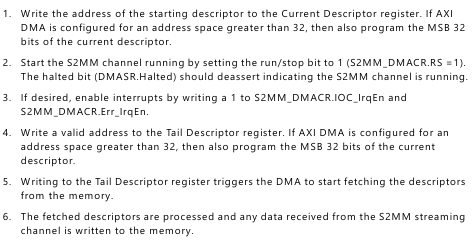 1. Write the address of the starting descriptor to the Current Descriptor register. If AXI
DMA is configured for an address space greater than 32, then also program the MSB 32
bits of the current descriptor.
2. Start the S2MM channel running by setting the run/stop bit to 1 (S2MM_DMACR.RS =1).
The halted bit (DMASR.Halted) should deassert indicating the S2MM channel is running.
3. If desired, enable interrupts by writing a 1 to S2MM_DMACR.IOC_IrqEn and
S2MM_DMACR.Err_IrqEn.
4. Write a valid address to the Tail Descriptor register. If AXI DMA is configured for an
address space greater than 32, then also program the MSB 32 bits of the current
descriptor.
5. Writing to the Tail Descriptor register triggers the DMA to start fetching the descriptors
from the memory.
6. The fetched descriptors are processed and any data received from the S2MM streaming
channel is written to the memory.